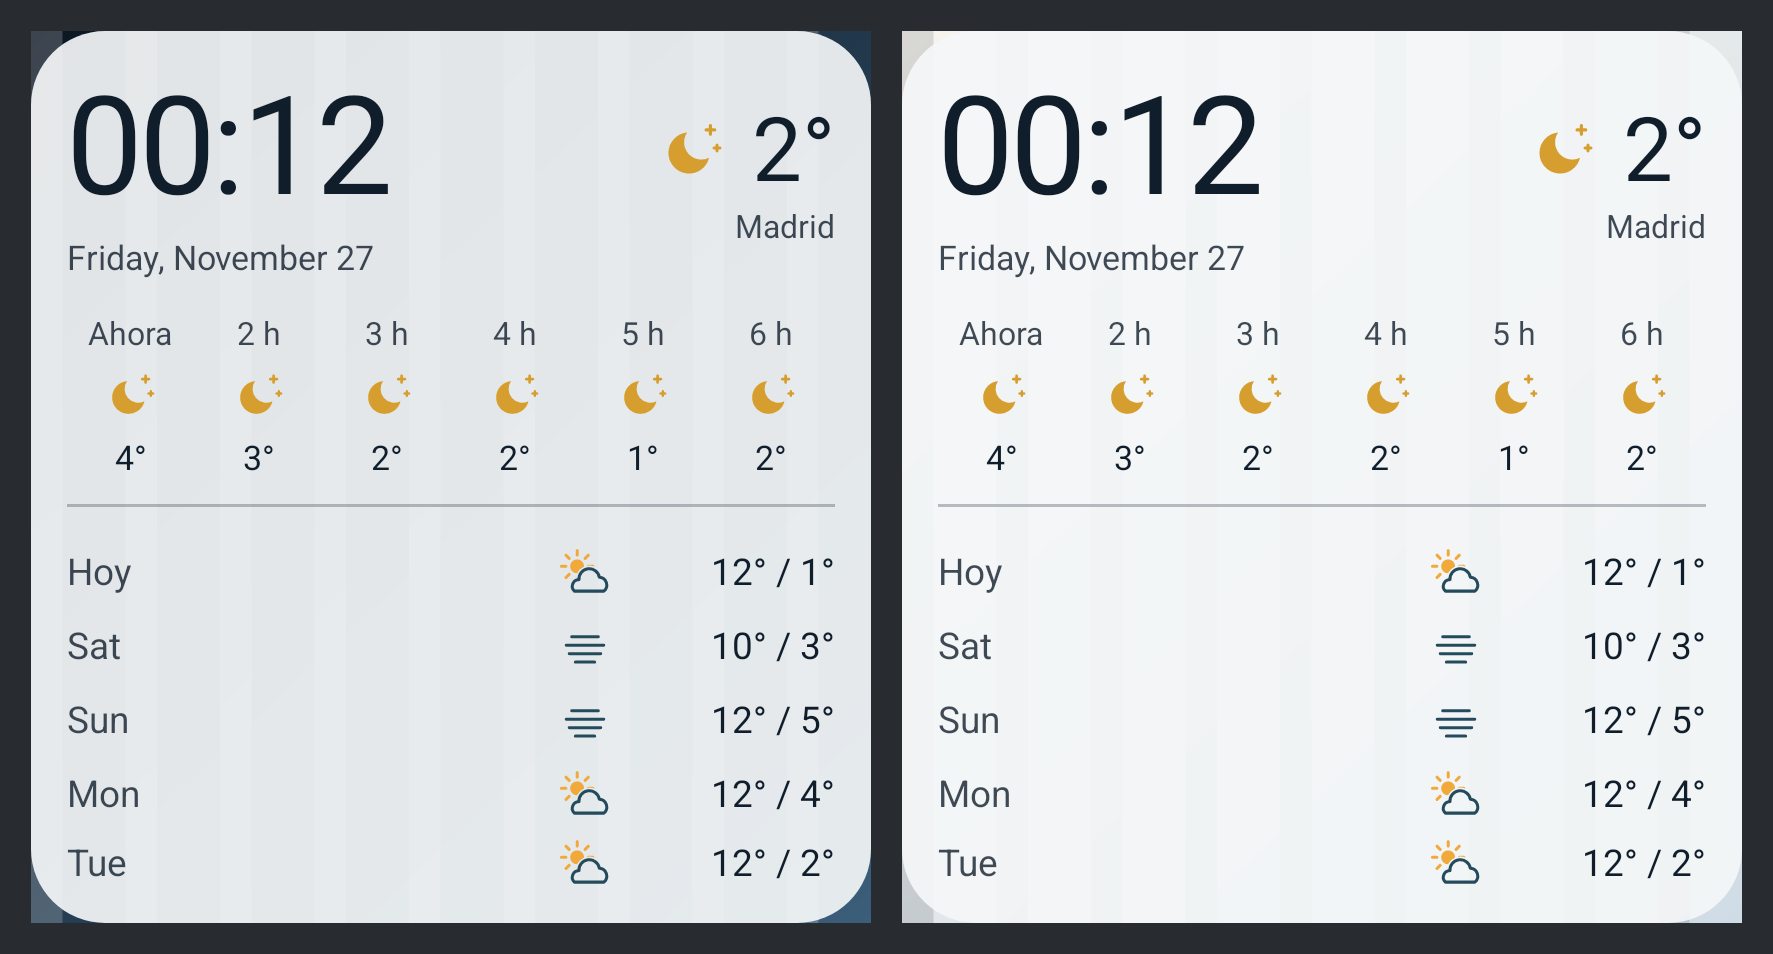 00:12
2°
Madrid
Friday, November 27
Ahora 2 h 3 h 4 h 5 h 6 h
4° 3° 2° 2° 1° 2°
Hoy 12° / 1°
Sat 10° / 3°
Sun 12° / 5°
Mon 12° / 4°
Tue 12° / 2°
00:12
2°
Madrid
Friday, November 27
Ahora 2 h 3 h 4 h 5 h 6 h
4° 3° 2° 2° 1° 2°
Hoy 12° / 1°
Sat 10° / 3°
Sun 12° / 5°
Mon 12° / 4°
Tue 12° / 2°